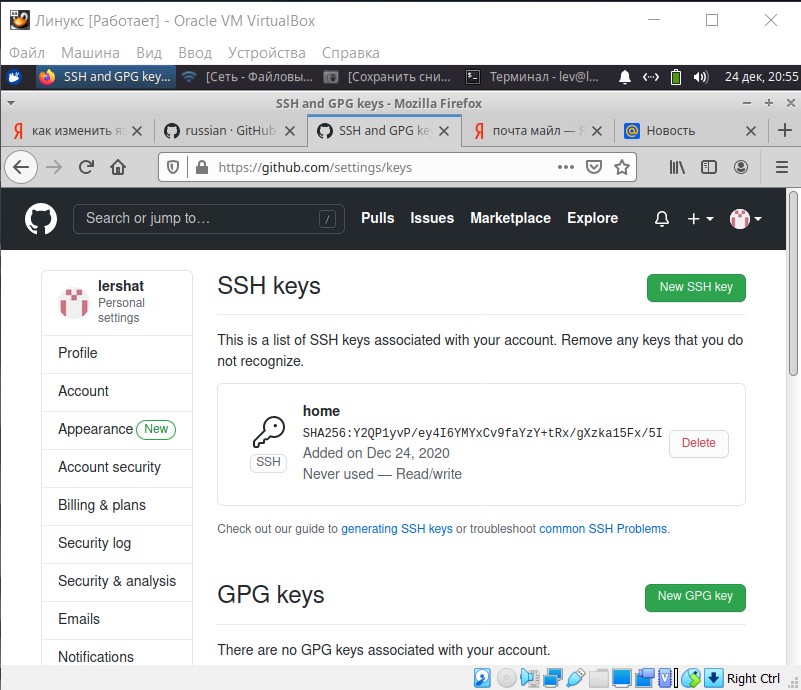 Линукс [Работает] - Oracle VM VirtualBox
Файл Машина Вид Ввод Устройства Справка
SSH and GPG key... [Сеть - Файловы... [Сохранить сни... Терминал - lev@l... 24 дек, 20:55
SSH and GPG keys - Mozilla Firefox
как изменить я russian · GitHub SSH and GPG ke почта майл — Я Новость
https://github.com/settings/keys
Search or jump to… / Pulls Issues Marketplace Explore
lershat
Personal
settings
Profile
Account
Appearance New
Account security
Billing & plans
Security log
Security & analysis
Emails
Notifications
SSH keys New SSH key
This is a list of SSH keys associated with your account. Remove any keys that you do
not recognize.
home
SHA256:Y2QP1yvP/ey4I6YMYxCv9faYzY+tRx/gXzka15Fx/5I
SSH
Added on Dec 24, 2020
Never used — Read/write
Delete
Check out our guide to generating SSH keys or troubleshoot common SSH Problems.
GPG keys New GPG key
There are no GPG keys associated with your account.
Right Ctrl